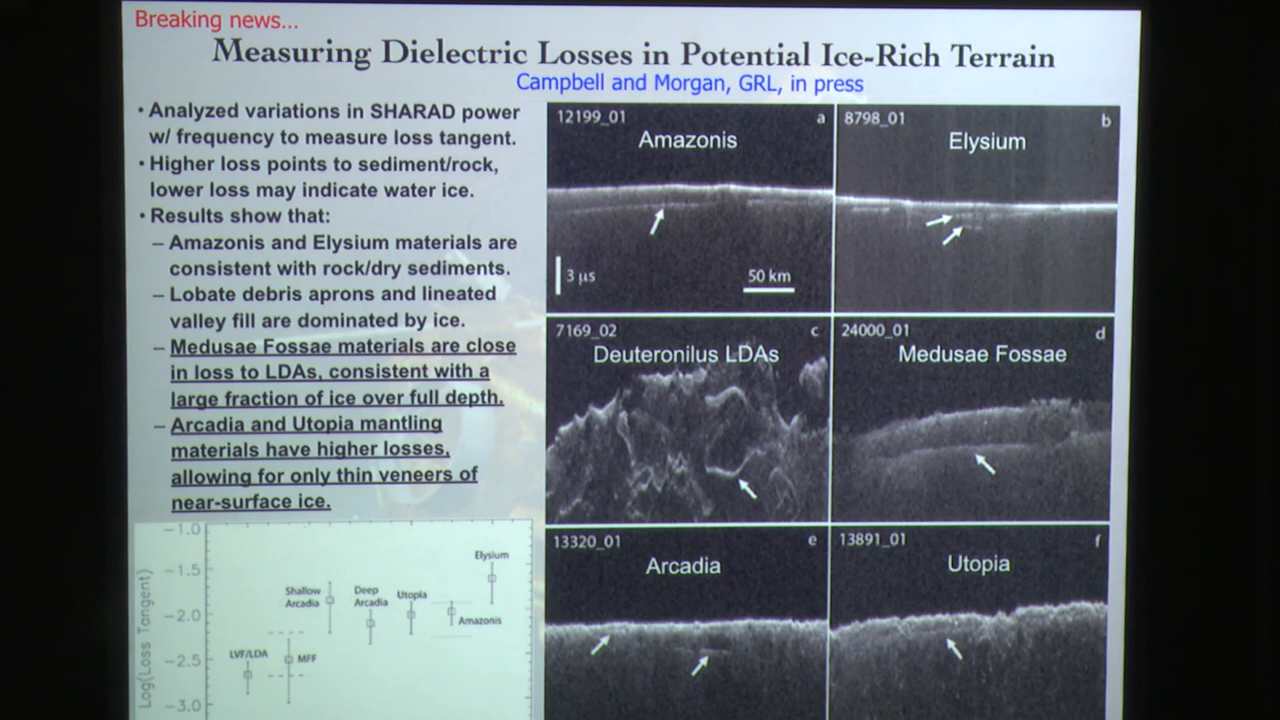 Breaking news...
Measuring Dielectric Losses in Potential Ice-Rich Terrain
Campbell and Morgan, GRL, in press
• Analyzed variations in SHARAD power
w/ frequency to measure loss tangent.
• Higher loss points to sediment/rock,
lower loss may indicate water ice.
• Results show that:
– Amazonis and Elysium materials are
consistent with rock/dry sediments.
– Lobate debris aprons and lineated
valley fill are dominated by ice.
– Medusae Fossae materials are close
in loss to LDAs, consistent with a
large fraction of ice over full depth.
– Arcadia and Utopia mantling
materials have higher losses,
allowing for only thin veneers of
near-surface ice.
12199_01 a
Amazonis
3 μs
50 km
8798_01 b
Elysium
7169_02 c
Deuteronilus LDAs
24000_01 d
Medusae Fossae
13320_01 e
Arcadia
13891_01 f
Utopia
Log(Loss Tangent)
−1.0
−1.5
−2.0
−2.5
−3.0
LVF/LDA
MFF
Shallow
Arcadia
Deep
Arcadia
Utopia
Amazonis
Elysium